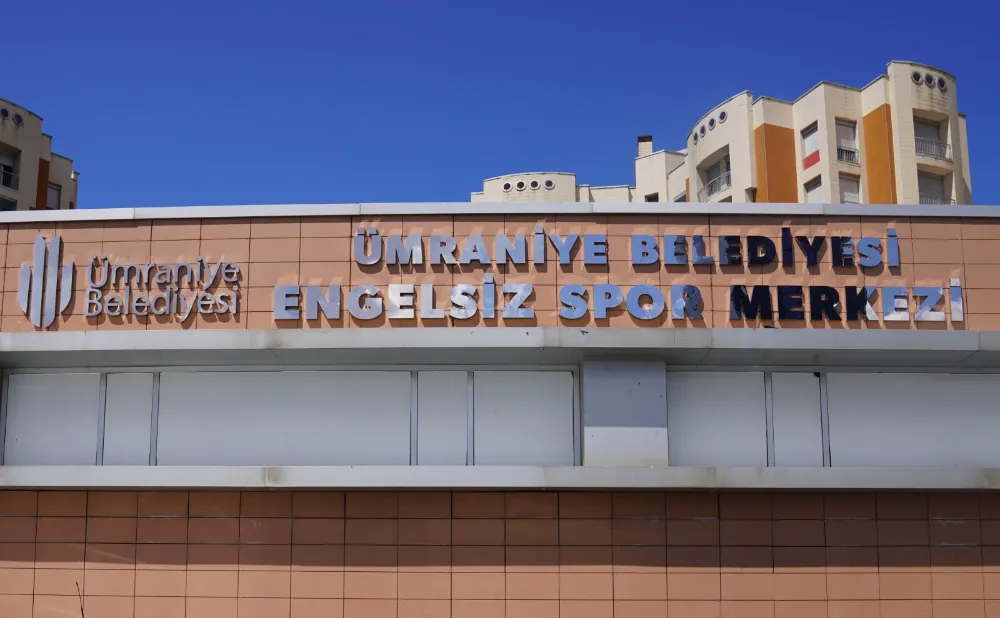 Ümraniye
Belediyesi
ÜMRANİYE BELEDİYESİ
ENGELSİZ SPOR MERKEZİ